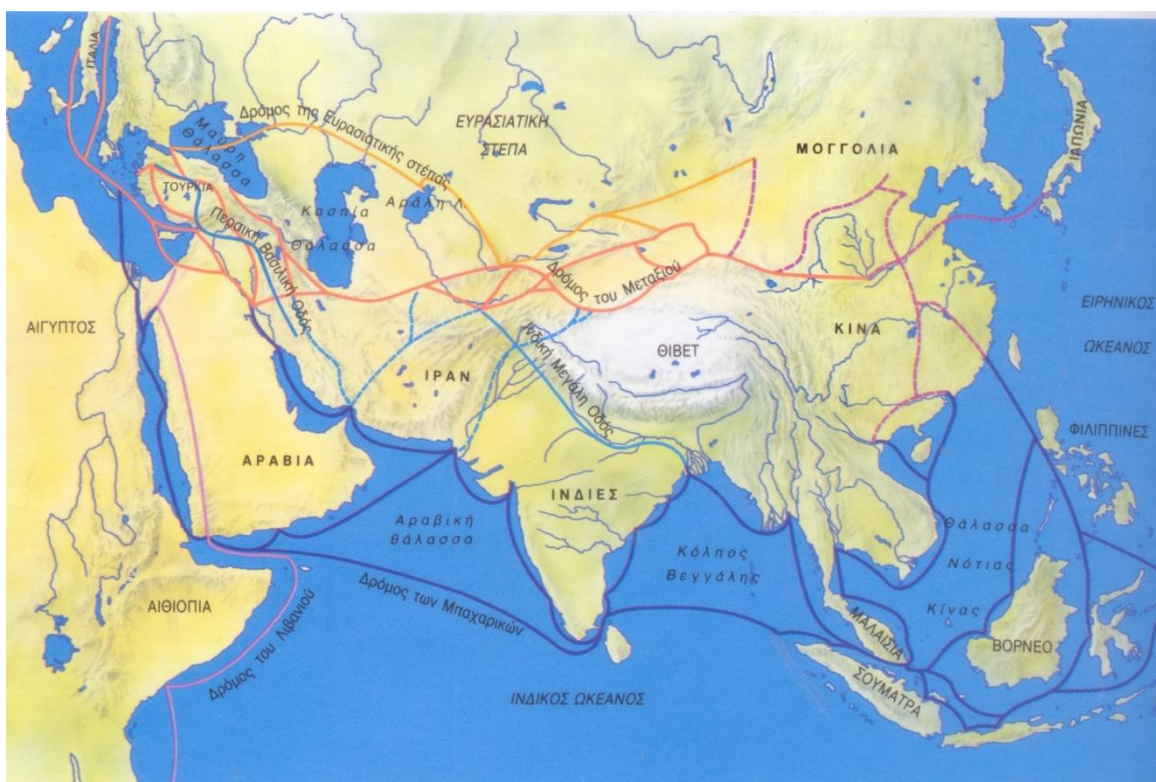 ΙΤΑΛΙΑ
Μαύρη
Θάλασσα
Δρόμος της Ευρασιατικής στέπας
ΕΥΡΑΣΙΑΤΙΚΗ
ΣΤΕΠΑ
ΜΟΓΓΟΛΙΑ
ΙΑΠΩΝΙΑ
ΤΟΥΡΚΙΑ
Περσική Βασιλική Οδός
Κασπία
Θάλασσα
Αράλη Λ.
Δρόμος του Μεταξιού
ΑΙΓΥΠΤΟΣ
ΕΙΡΗΝΙΚΟΣ
ΩΚΕΑΝΟΣ
ΚΙΝΑ
ΘΙΒΕΤ
ΙΡΑΝ
Ινδική Μεγάλη Οδός
ΦΙΛΙΠΠΙΝΕΣ
ΑΡΑΒΙΑ
ΙΝΔΙΕΣ
Αραβική
θάλασσα
Κόλπος
Βεγγάλης
Θάλασσα
Νότιας
Κίνας
ΑΙΘΙΟΠΙΑ
Δρόμος του Λιβανιού
Δρόμος των Μπαχαρικών
ΜΑΛΑΙΣΙΑ
ΒΟΡΝΕΟ
ΣΟΥΜΑΤΡΑ
ΙΝΔΙΚΟΣ ΩΚΕΑΝΟΣ